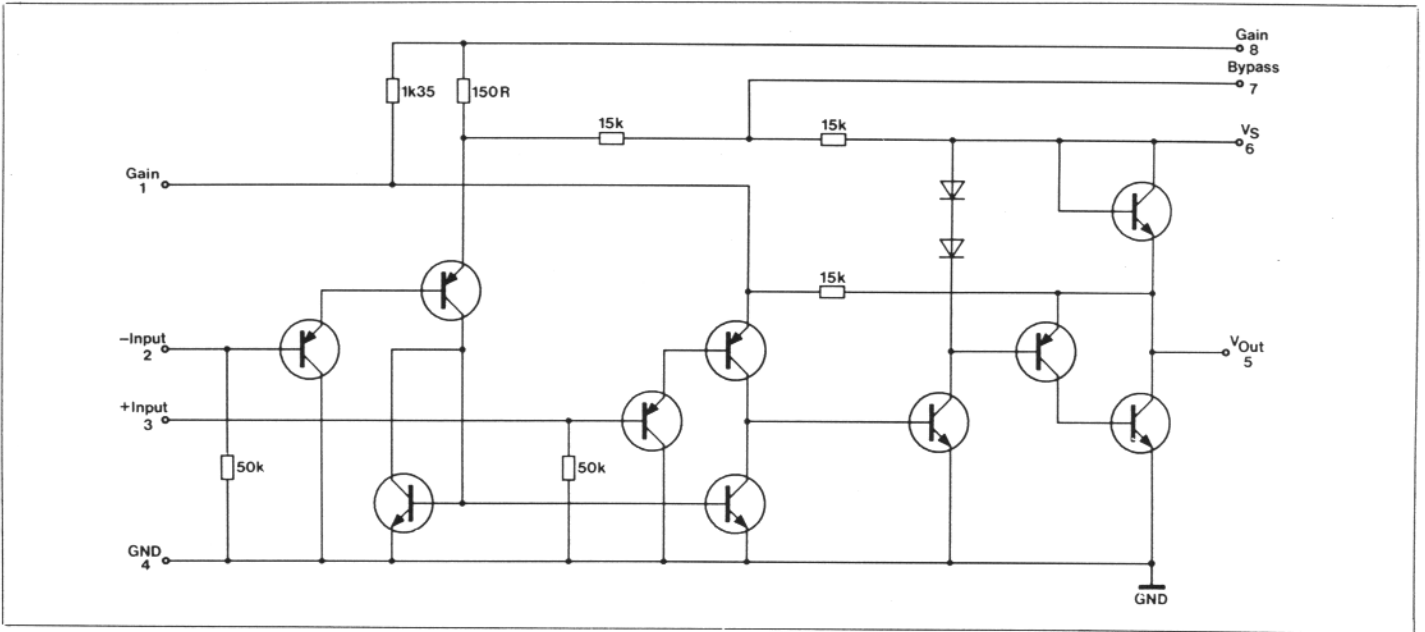 Gain
8
Bypass
7
1k35
150R
15k
15k
VS
6
Gain
1
15k
-Input
2
VOut
5
+Input
3
50k
50k
GND
4
GND